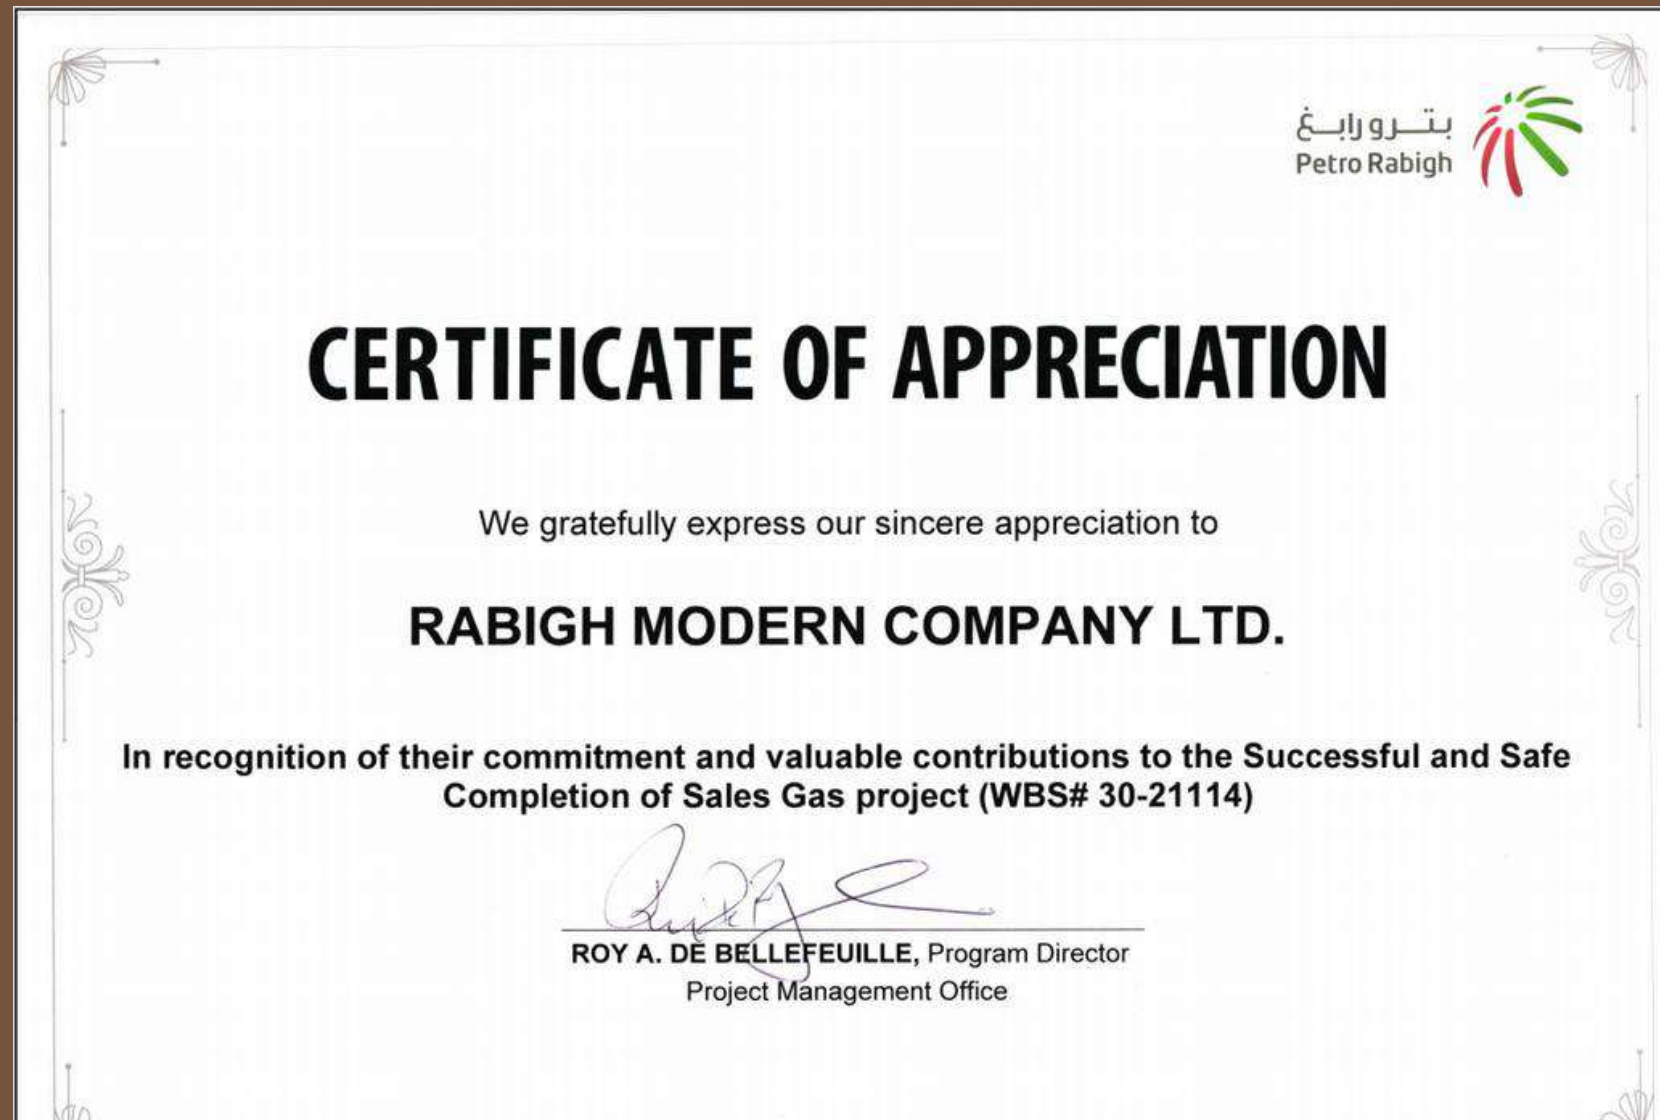 بترو رابغ
Petro Rabigh
CERTIFICATE OF APPRECIATION
We gratefully express our sincere appreciation to
RABIGH MODERN COMPANY LTD.
In recognition of their commitment and valuable contributions to the Successful and Safe
Completion of Sales Gas project (WBS# 30-21114)
ROY A. DE BELLEFEUILLE, Program Director
Project Management Office